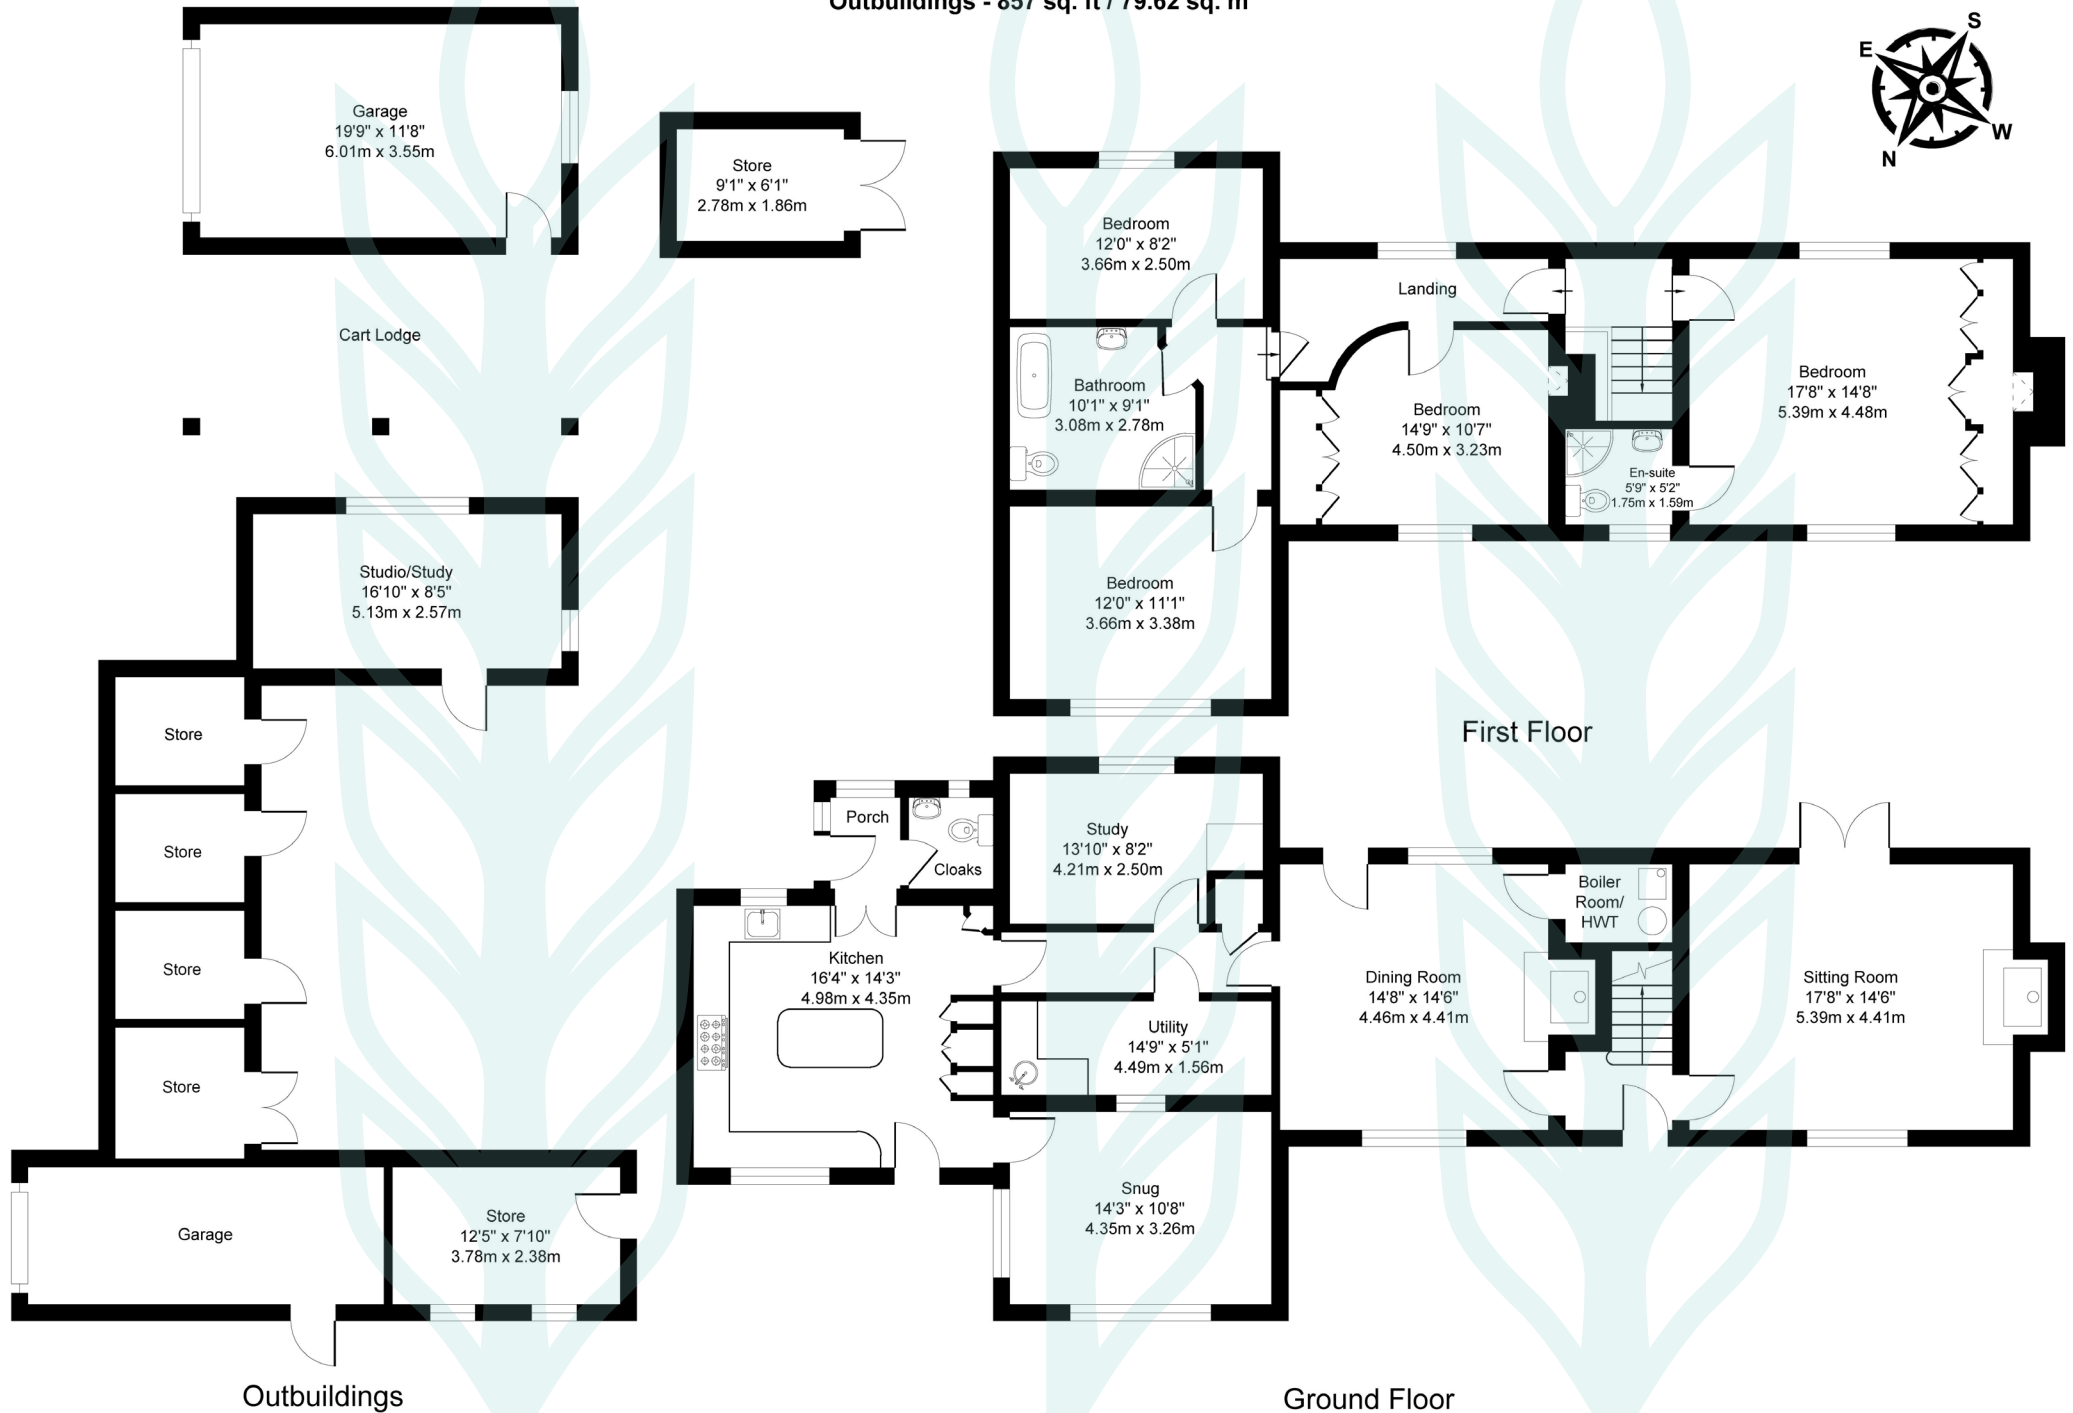 Outbuildings - 857 sq. ft / 79.62 sq. m
S
E
W
N
Garage
19'9" x 11'8"
6.01m x 3.55m
Store
9'1" x 6'1"
2.78m x 1.86m
Cart Lodge
Studio/Study
16'10" x 8'5"
5.13m x 2.57m
Store
Store
Store
Store
Garage
Store
12'5" x 7'10"
3.78m x 2.38m
Outbuildings
Bedroom
12'0" x 8'2"
3.66m x 2.50m
Landing
Bathroom
10'1" x 9'1"
3.08m x 2.78m
Bedroom
14'9" x 10'7"
4.50m x 3.23m
Bedroom
17'8" x 14'8"
5.39m x 4.48m
En-suite
5'9" x 5'2"
1.75m x 1.59m
Bedroom
12'0" x 11'1"
3.66m x 3.38m
First Floor
Porch
Cloaks
Study
13'10" x 8'2"
4.21m x 2.50m
Boiler
Room/
HWT
Kitchen
16'4" x 14'3"
4.98m x 4.35m
Dining Room
14'8" x 14'6"
4.46m x 4.41m
Sitting Room
17'8" x 14'6"
5.39m x 4.41m
Utility
14'9" x 5'1"
4.49m x 1.56m
Snug
14'3" x 10'8"
4.35m x 3.26m
Ground Floor